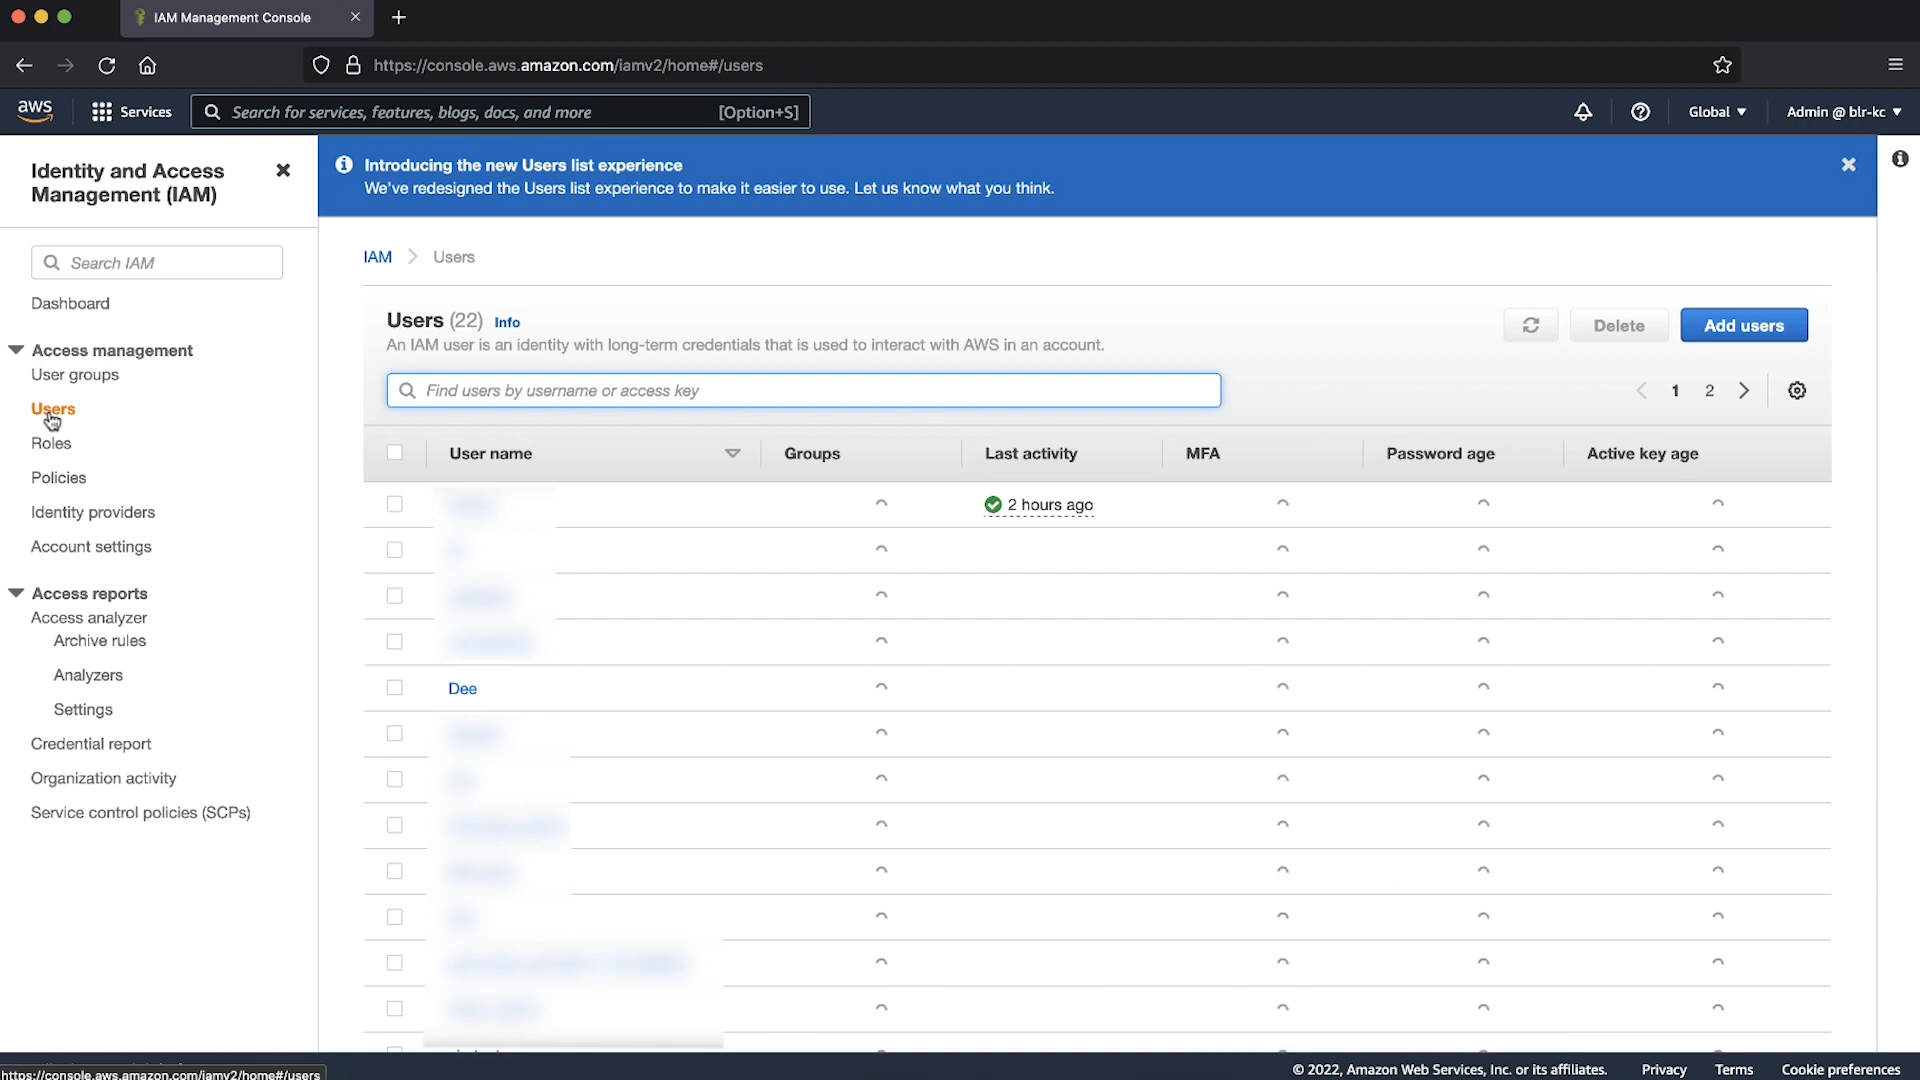 IAM Management Console
https://console.aws.amazon.com/iamv2/home#/users
aws
Services
Search for services, features, blogs, docs, and more
[Option+S]
Global
Admin @ blr-kc
Identity and Access
Management (IAM)
Search IAM
Dashboard
Access management
User groups
Users
Roles
Policies
Identity providers
Account settings
Access reports
Access analyzer
Archive rules
Analyzers
Settings
Credential report
Organization activity
Service control policies (SCPs)
Introducing the new Users list experience
We've redesigned the Users list experience to make it easier to use. Let us know what you think.
IAM
Users
Users (22) Info
An IAM user is an identity with long-term credentials that is used to interact with AWS in an account.
Delete
Add users
Find users by username or access key
1 2
User name
Groups
Last activity
MFA
Password age
Active key age
2 hours ago
Dee
https://console.aws.amazon.com/iamv2/home#/users
© 2022, Amazon Web Services, Inc. or its affiliates.
Privacy
Terms
Cookie preferences